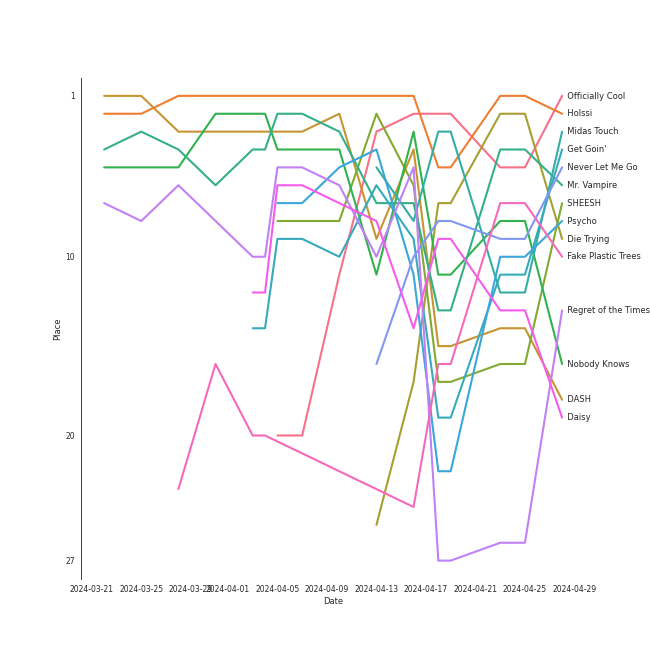 1
Officially Cool
Holssi
Midas Touch
Get Goin'
Never Let Me Go
Mr. Vampire
SHEESH
Psycho
Die Trying
10
Fake Plastic Trees
Regret of the Times
Place
Nobody Knows
DASH
Daisy
20
27
2024-03-21 2024-03-25 2024-03-28 2024-04-01 2024-04-05 2024-04-09 2024-04-13 2024-04-17 2024-04-21 2024-04-25 2024-04-29
Date